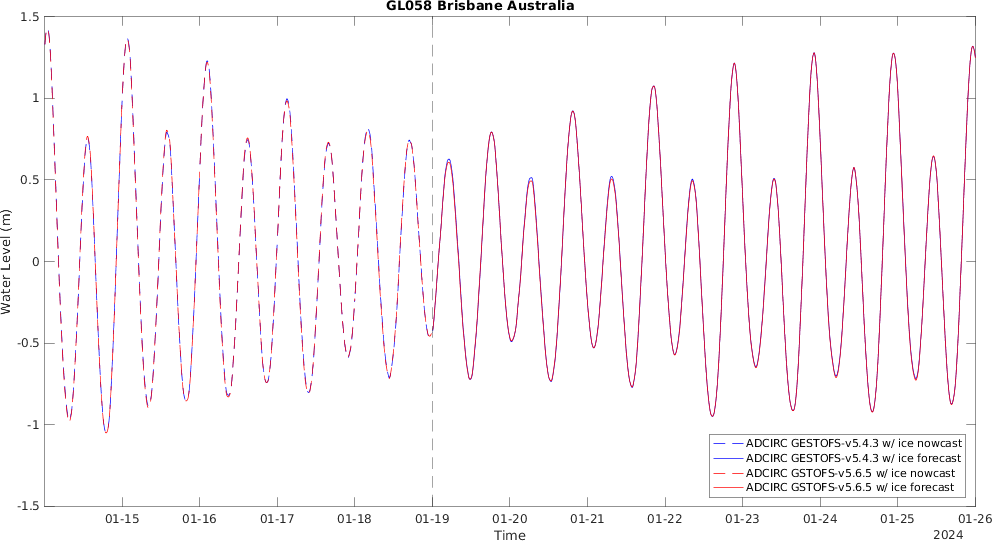 GL058 Brisbane Australia
Water Level (m)
1.5
1
0.5
0
-0.5
-1
-1.5
ADCIRC GESTOFS-v5.4.3 w/ ice nowcast
ADCIRC GESTOFS-v5.4.3 w/ ice forecast
ADCIRC GSTOFS-v5.6.5 w/ ice nowcast
ADCIRC GSTOFS-v5.6.5 w/ ice forecast
01-15 01-16 01-17 01-18 01-19 01-20 01-21 01-22 01-23 01-24 01-25 01-26
Time
2024